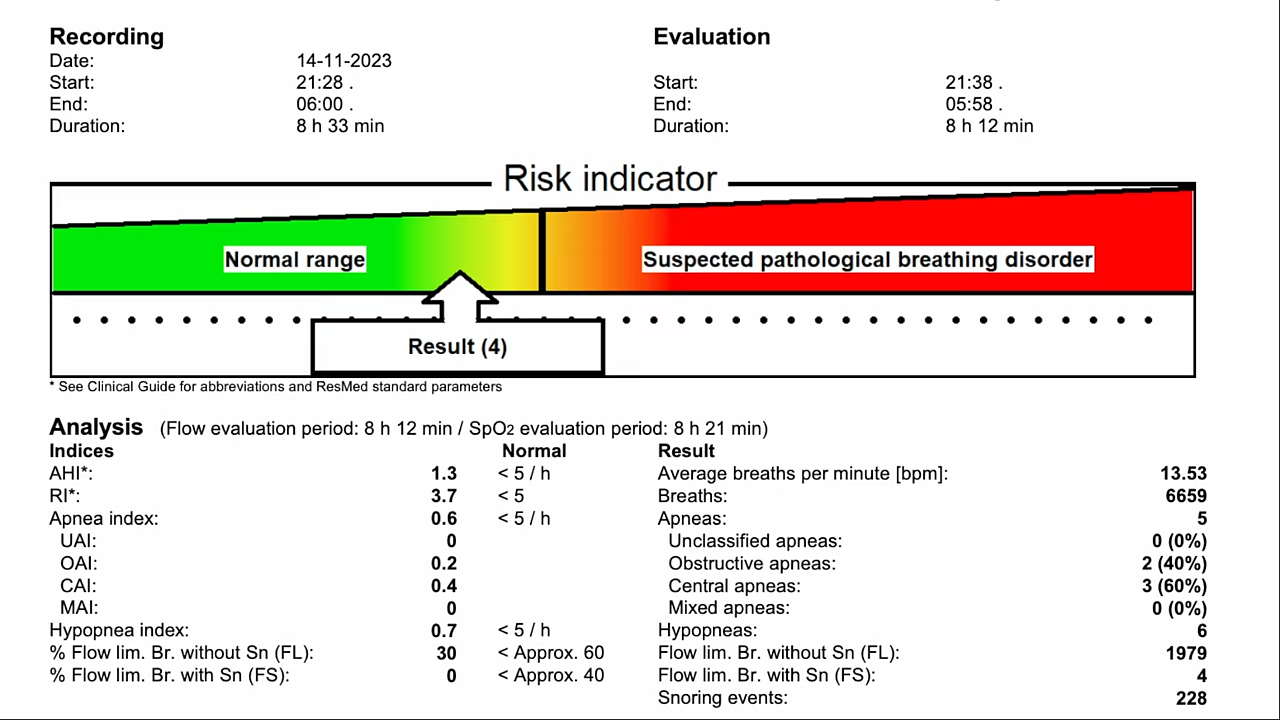 Recording Evaluation
Date: 14-11-2023
Start: 21:28 . Start: 21:38 .
End: 06:00 . End: 05:58 .
Duration: 8 h 33 min Duration: 8 h 12 min
Risk indicator
Normal range Suspected pathological breathing disorder
Result (4)
* See Clinical Guide for abbreviations and ResMed standard parameters
Analysis (Flow evaluation period: 8 h 12 min / SpO2 evaluation period: 8 h 21 min)
Indices Normal Result
AHI*: 1.3 < 5 / h Average breaths per minute [bpm]: 13.53
RI*: 3.7 < 5 Breaths: 6659
Apnea index: 0.6 < 5 / h Apneas: 5
UAI: 0 Unclassified apneas: 0 (0%)
OAI: 0.2 Obstructive apneas: 2 (40%)
CAI: 0.4 Central apneas: 3 (60%)
MAI: 0 Mixed apneas: 0 (0%)
Hypopnea index: 0.7 < 5 / h Hypopneas: 6
% Flow lim. Br. without Sn (FL): 30 < Approx. 60 Flow lim. Br. without Sn (FL): 1979
% Flow lim. Br. with Sn (FS): 0 < Approx. 40 Flow lim. Br. with Sn (FS): 4
Snoring events: 228